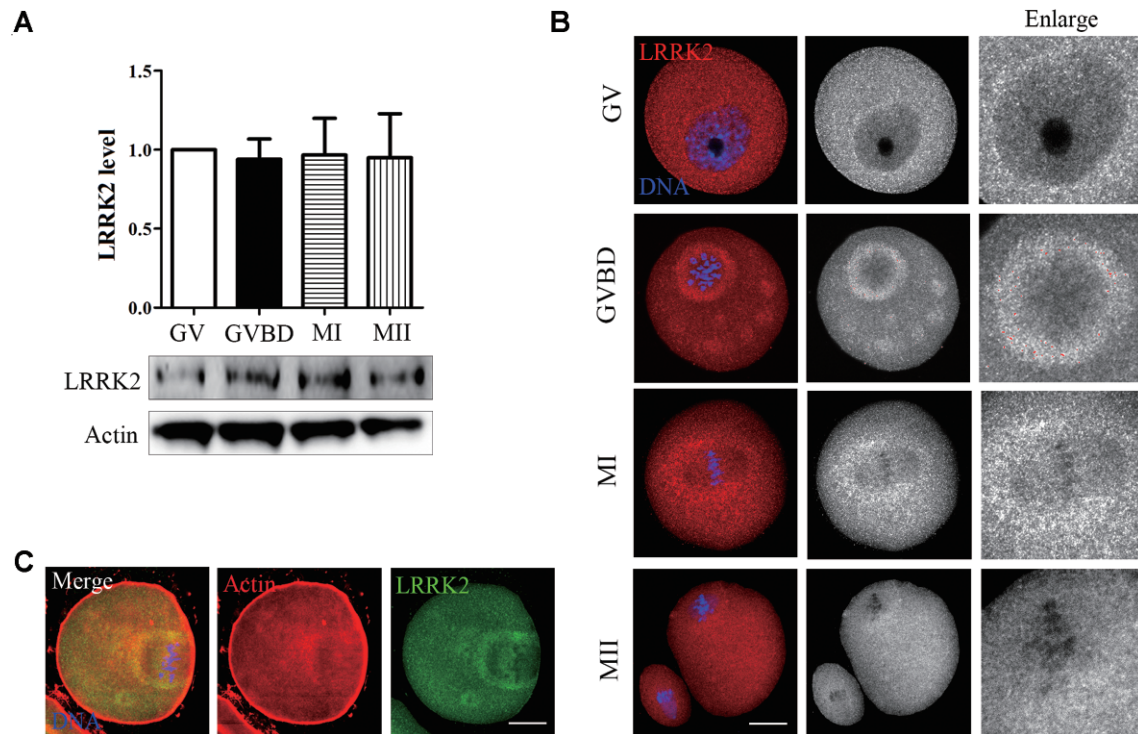 A
LRRK2 level
1.5
1.0
0.5
0.0
GV GVBD MI MII
LRRK2
Actin
B
Enlarge
GV
LRRK2
DNA
GVBD
MI
MII
C
Merge
DNA
Actin
LRRK2